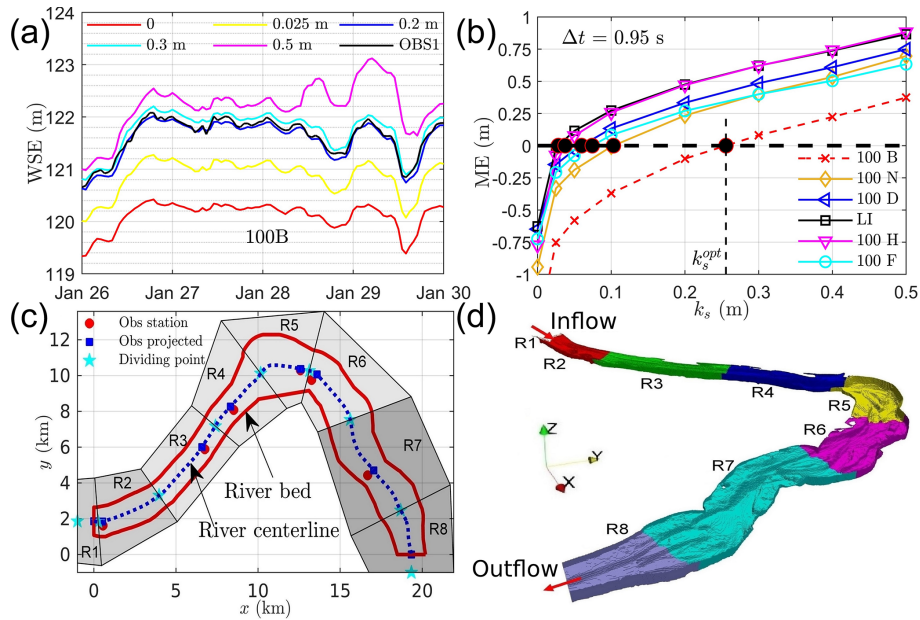 (a)
0
0.025 m
0.2 m
0.3 m
0.5 m
OBS1
124
123
122
121
120
119
WSE (m)
100B
Jan 26
Jan 27
Jan 28
Jan 29
Jan 30
(b)
Δt = 0.95 s
1
0.75
0.5
0.25
0
-0.25
-0.5
-0.75
-1
ME (m)
k_s^{opt}
100 B
100 N
100 D
LI
100 H
100 F
0
0.1
0.2
0.3
0.4
0.5
k_s (m)
(c)
Obs station
Obs projected
Dividing point
12
10
8
6
4
2
0
y (km)
R1
R2
R3
R4
R5
R6
R7
R8
River bed
River centerline
0
5
10
15
20
x (km)
(d)
Inflow
R1
R2
R3
R4
R5
R6
R7
R8
Z
Y
X
Outflow